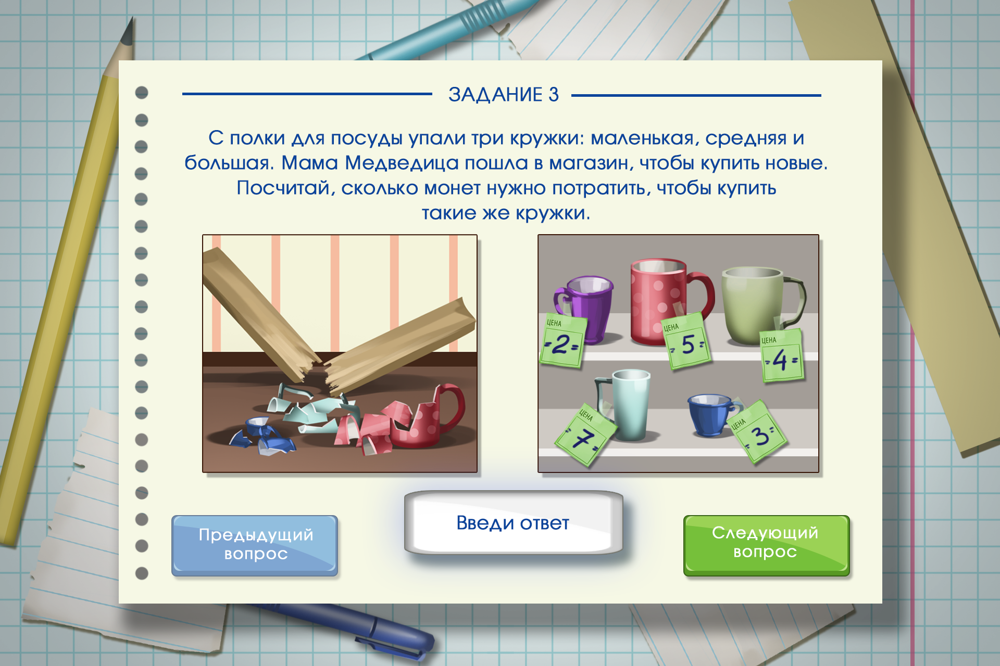 ЗАДАНИЕ 3
С полки для посуды упали три кружки: маленькая, средняя и
большая. Мама Медведица пошла в магазин, чтобы купить новые.
Посчитай, сколько монет нужно потратить, чтобы купить
такие же кружки.
ЦЕНА
=2=
ЦЕНА
=5=
ЦЕНА
=4=
ЦЕНА
=7=
ЦЕНА
=3=
Введи ответ
Предыдущий
вопрос
Следующий
вопрос